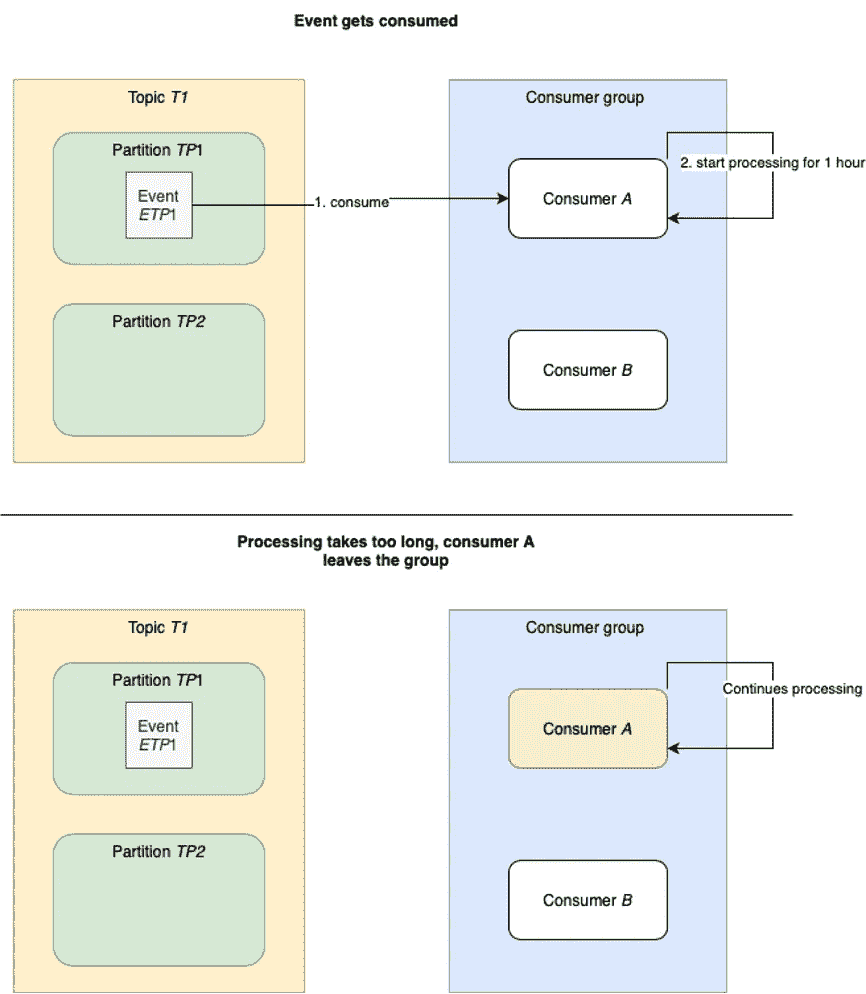 Event gets consumed
Topic T1
Consumer group
Partition TP1
Event
ETP1
1. consume
Consumer A
2. start processing for 1 hour
Partition TP2
Consumer B
Processing takes too long, consumer A
leaves the group
Topic T1
Consumer group
Partition TP1
Event
ETP1
Consumer A
Continues processing
Partition TP2
Consumer B